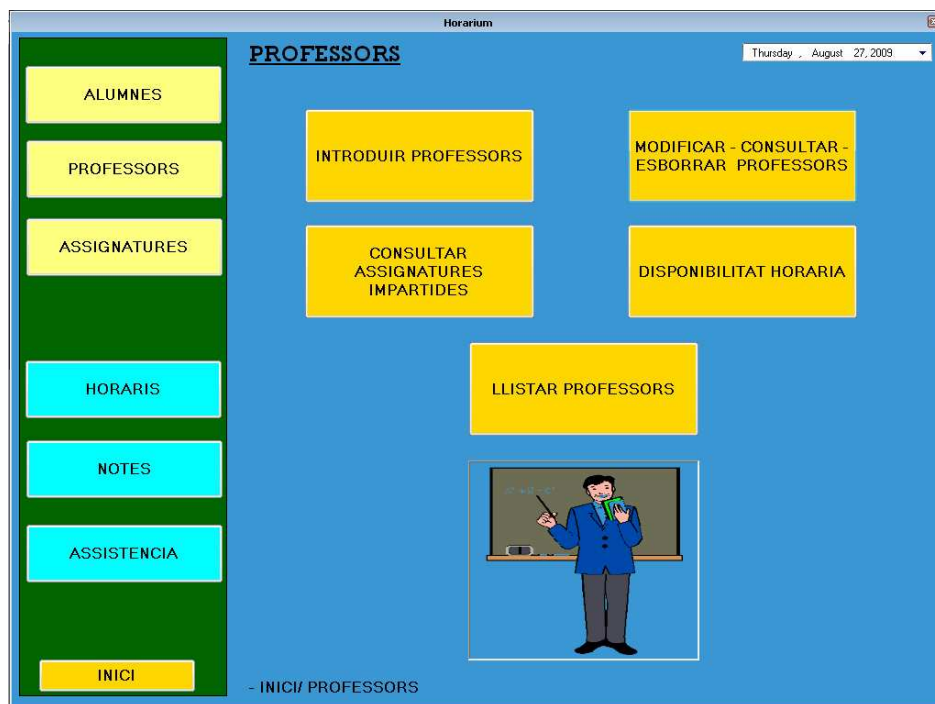 Horarium
PROFESSORS
Thursday , August 27, 2009
ALUMNES
PROFESSORS
ASSIGNATURES
HORARIS
NOTES
ASSISTENCIA
INICI
INTRODUIR PROFESSORS
MODIFICAR - CONSULTAR -
ESBORRAR PROFESSORS
CONSULTAR
ASSIGNATURES
IMPARTIDES
DISPONIBILITAT HORARIA
LLISTAR PROFESSORS
- INICI/ PROFESSORS